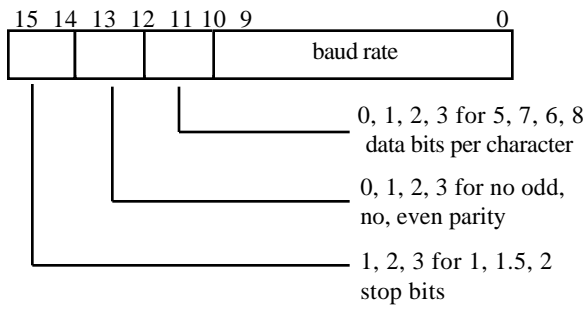 15 14 13 12 11 10 9 0
baud rate
0, 1, 2, 3 for 5, 7, 6, 8
data bits per character
0, 1, 2, 3 for no odd,
no, even parity
1, 2, 3 for 1, 1.5, 2
stop bits